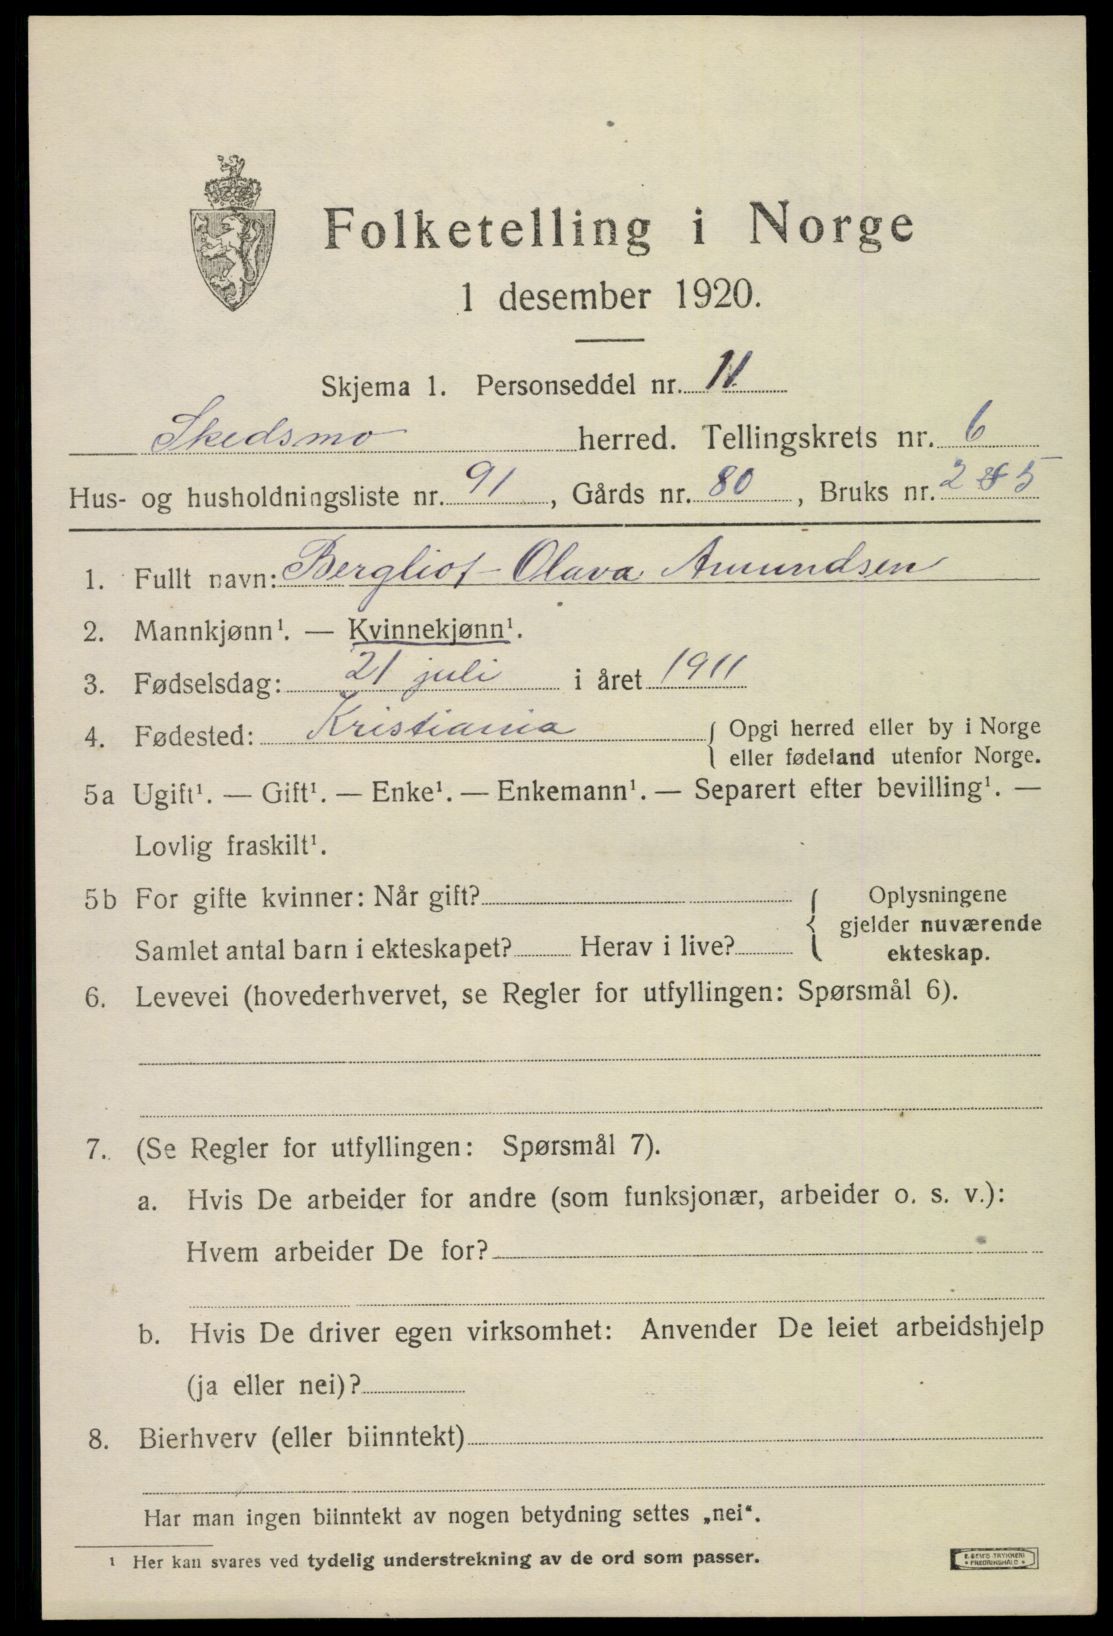 Folketelling i Norge
1 desember 1920.
Skjema 1. Personseddel nr. 11
Skedsmo herred. Tellingskrets nr. 6
Hus- og husholdningsliste nr. 91, Gårds nr. 80, Bruks nr. 2 & 5
1. Fullt navn: Bergliot Olava Amundsen
2. Mannkjønn¹. — Kvinnekjønn¹.
3. Fødselsdag: 21 juli i året 1911
4. Fødested: Kristiania { Opgi herred eller by i Norge
eller fødeland utenfor Norge.
5a Ugift¹. — Gift¹. — Enke¹. — Enkemann¹. — Separert efter bevilling¹. —
Lovlig fraskilt¹.
5b For gifte kvinner: Når gift?
Samlet antal barn i ekteskapet? Herav i live?
{ Oplysningene
gjelder nuværende
ekteskap.
6. Levevei (hovederhvervet, se Regler for utfyllingen: Spørsmål 6).
7. (Se Regler for utfyllingen: Spørsmål 7).
a. Hvis De arbeider for andre (som funksjonær, arbeider o. s. v.):
Hvem arbeider De for?
b. Hvis De driver egen virksomhet: Anvender De leiet arbeidshjelp
(ja eller nei)?
8. Bierhverv (eller biinntekt)
Har man ingen biinntekt av nogen betydning settes „nei“.
¹ Her kan svares ved tydelig understrekning av de ord som passer.